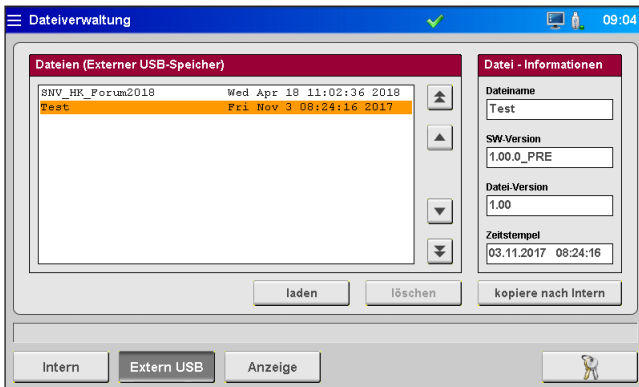 Dateiverwaltung
09:04
Dateien (Externer USB-Speicher)
SNV_HK_Forum2018 Wed Apr 18 11:02:36 2018
Test Fri Nov 3 08:24:16 2017
Datei - Informationen
Dateiname
Test
SW-Version
1.00.0_PRE
Datei-Version
1.00
Zeitstempel
03.11.2017 08:24:16
laden
löschen
kopiere nach Intern
Intern
Extern USB
Anzeige